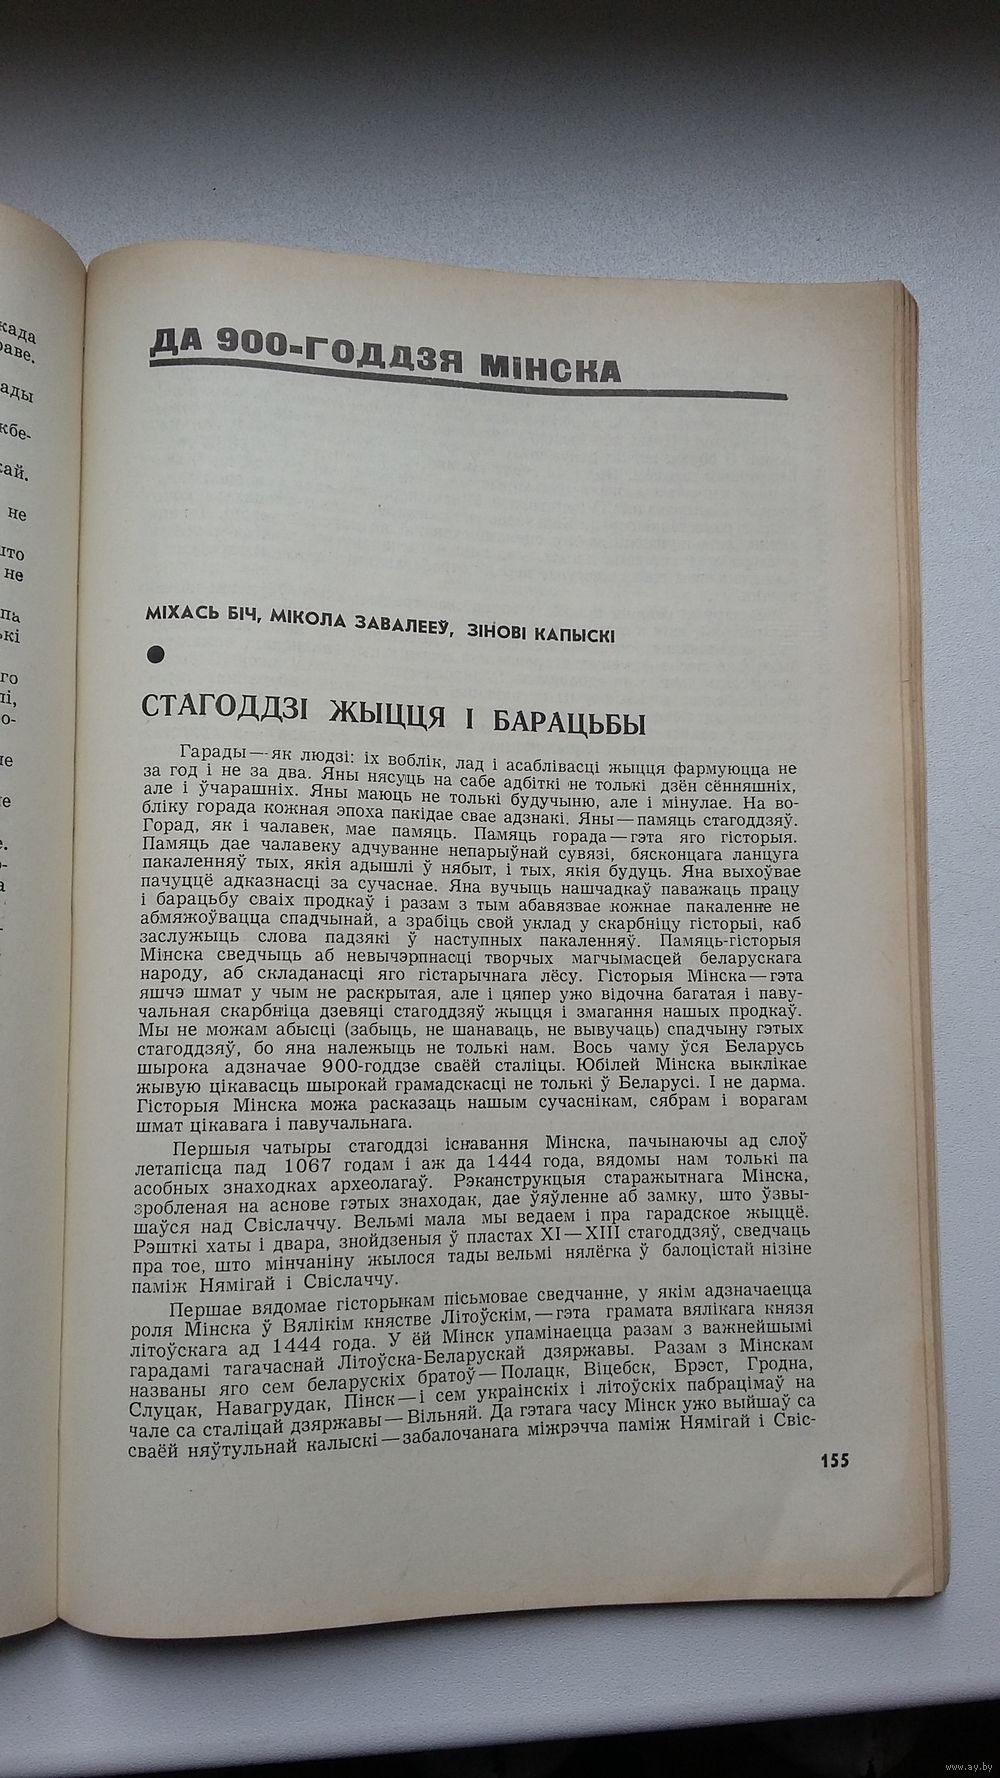 када
раве.
ады
кбе-
кай.
не
што
не
па
ькі
го
лі,
о-
не
ДА 900-ГОДДЗЯ МІНСКА
МІХАСЬ БІЧ, МІКОЛА ЗАВАЛЕЕЎ, ЗІНОВІ КАПЫСКІ
СТАГОДДЗІ ЖЫЦЦЯ І БАРАЦЬБЫ
Гарады — як людзі: іх воблік, лад і асаблівасці жыцця фармуюцца не
за год і не за два. Яны нясуць на сабе адбіткі не толькі дзён сённяшніх,
але і ўчарашніх. Яны маюць не толькі будучыню, але і мінулае. На во-
бліку горада кожная эпоха пакідае свае адзнакі. Яны — памяць стагоддзяў.
Горад, як і чалавек, мае памяць. Памяць горада — гэта яго гісторыя.
Памяць дае чалавеку адчуванне непарыўнай сувязі, бясконцага ланцуга
пакаленняў тых, якія адышлі ў нябыт, і тых, якія будуць. Яна выхоўвае
пачуццё адказнасці за сучаснае. Яна вучыць нашчадкаў паважаць працу
і барацьбу сваіх продкаў і разам з тым абавязвае кожнае пакаленне не
абмяжоўвацца спадчынай, а зрабіць свой уклад у скарбніцу гісторыі, каб
заслужыць слова падзякі ў наступных пакаленняў. Памяць-гісторыя
Мінска сведчыць аб невычэрпнасці творчых магчымасцей беларускага
народу, аб складанасці яго гістарычнага лёсу. Гісторыя Мінска — гэта
яшчэ шмат у чым не раскрытая, але і цяпер ужо відочна багатая і паву-
чальная скарбніца дзевяці стагоддзяў жыцця і змагання нашых продкаў.
Мы не можам абысці (забыць, не шанаваць, не вывучаць) спадчыну гэтых
стагоддзяў, бо яна належыць не толькі нам. Вось чаму ўся Беларусь
шырока адзначае 900-годдзе сваёй сталіцы. Юбілей Мінска выклікае
жывую цікавасць шырокай грамадскасці не толькі ў Беларусі. І не дарма.
Гісторыя Мінска можа расказаць нашым сучаснікам, сябрам і ворагам
шмат цікавага і павучальнага.
Першыя чатыры стагоддзі існавання Мінска, пачынаючы ад слоў
летапісца пад 1067 годам і аж да 1444 года, вядомы нам толькі па
асобных знаходках археолагаў. Рэканструкцыя старажытнага Мінска,
зробленая на аснове гэтых знаходак, дае ўяўленне аб замку, што ўзвы-
шаўся над Свіслаччу. Вельмі мала мы ведаем і пра гарадское жыццё.
Рэшткі хаты і двара, знойдзеныя ў пластах XI — XIII стагоддзяў, сведчаць
пра тое, што мінчаніну жылося тады вельмі нялёгка ў балоцістай нізіне
паміж Нямігай і Свіслаччу.
Першае вядомае гісторыкам пісьмовае сведчанне, у якім адзначаецца
роля Мінска ў Вялікім княстве Літоўскім, — гэта грамата вялікага князя
літоўскага ад 1444 года. У ёй Мінск упамінаецца разам з важнейшымі
гарадамі тагачаснай Літоўска-Беларускай дзяржавы. Разам з Мінскам
названы яго сем беларускіх братоў — Полацк, Віцебск, Брэст, Гродна,
Слуцак, Навагрудак, Пінск — і сем украінскіх і літоўскіх пабрацімаў на
чале са сталіцай дзяржавы — Вільняй. Да гэтага часу Мінск ужо выйшаў са
сваёй няўтульнай калыскі — забалочанага міжрэчча паміж Нямігай і Свіс-
155
www.ay.by